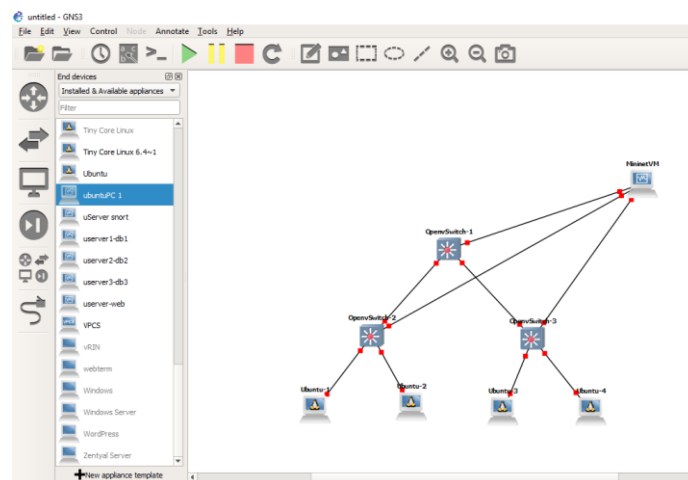 untitled - GNS3
File Edit View Control Node Annotate Tools Help
End devices
Installed & Available appliances
Filter
Tiny Core Linux
Tiny Core Linux 6.4~1
Ubuntu
ubuntuPC 1
uServer snort
userver1-db1
userver2-db2
userver3-db3
userver-web
VPCS
vRIN
webterm
Windows
Windows Server
WordPress
Zentyal Server
New appliance template
MininetVM
OpenvSwitch-1
OpenvSwitch-2
OpenvSwitch-3
Ubuntu-1
Ubuntu-2
Ubuntu-3
Ubuntu-4